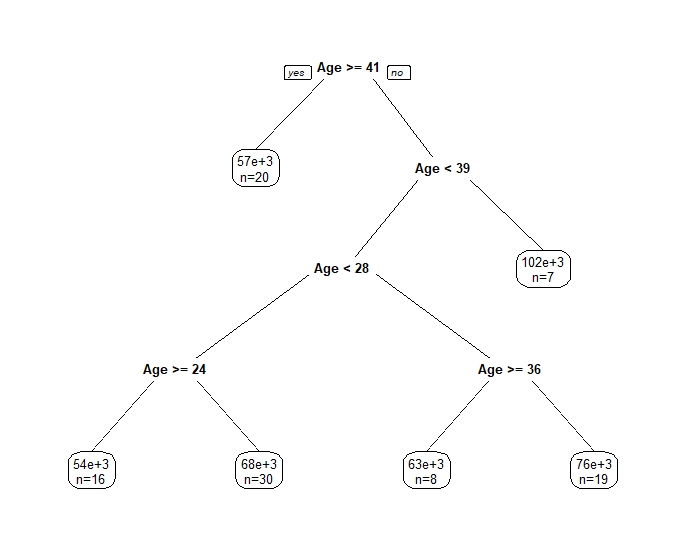 yes Age >= 41 no
57e+3
n=20
Age < 39
Age < 28
102e+3
n=7
Age >= 24
Age >= 36
54e+3
n=16
68e+3
n=30
63e+3
n=8
76e+3
n=19